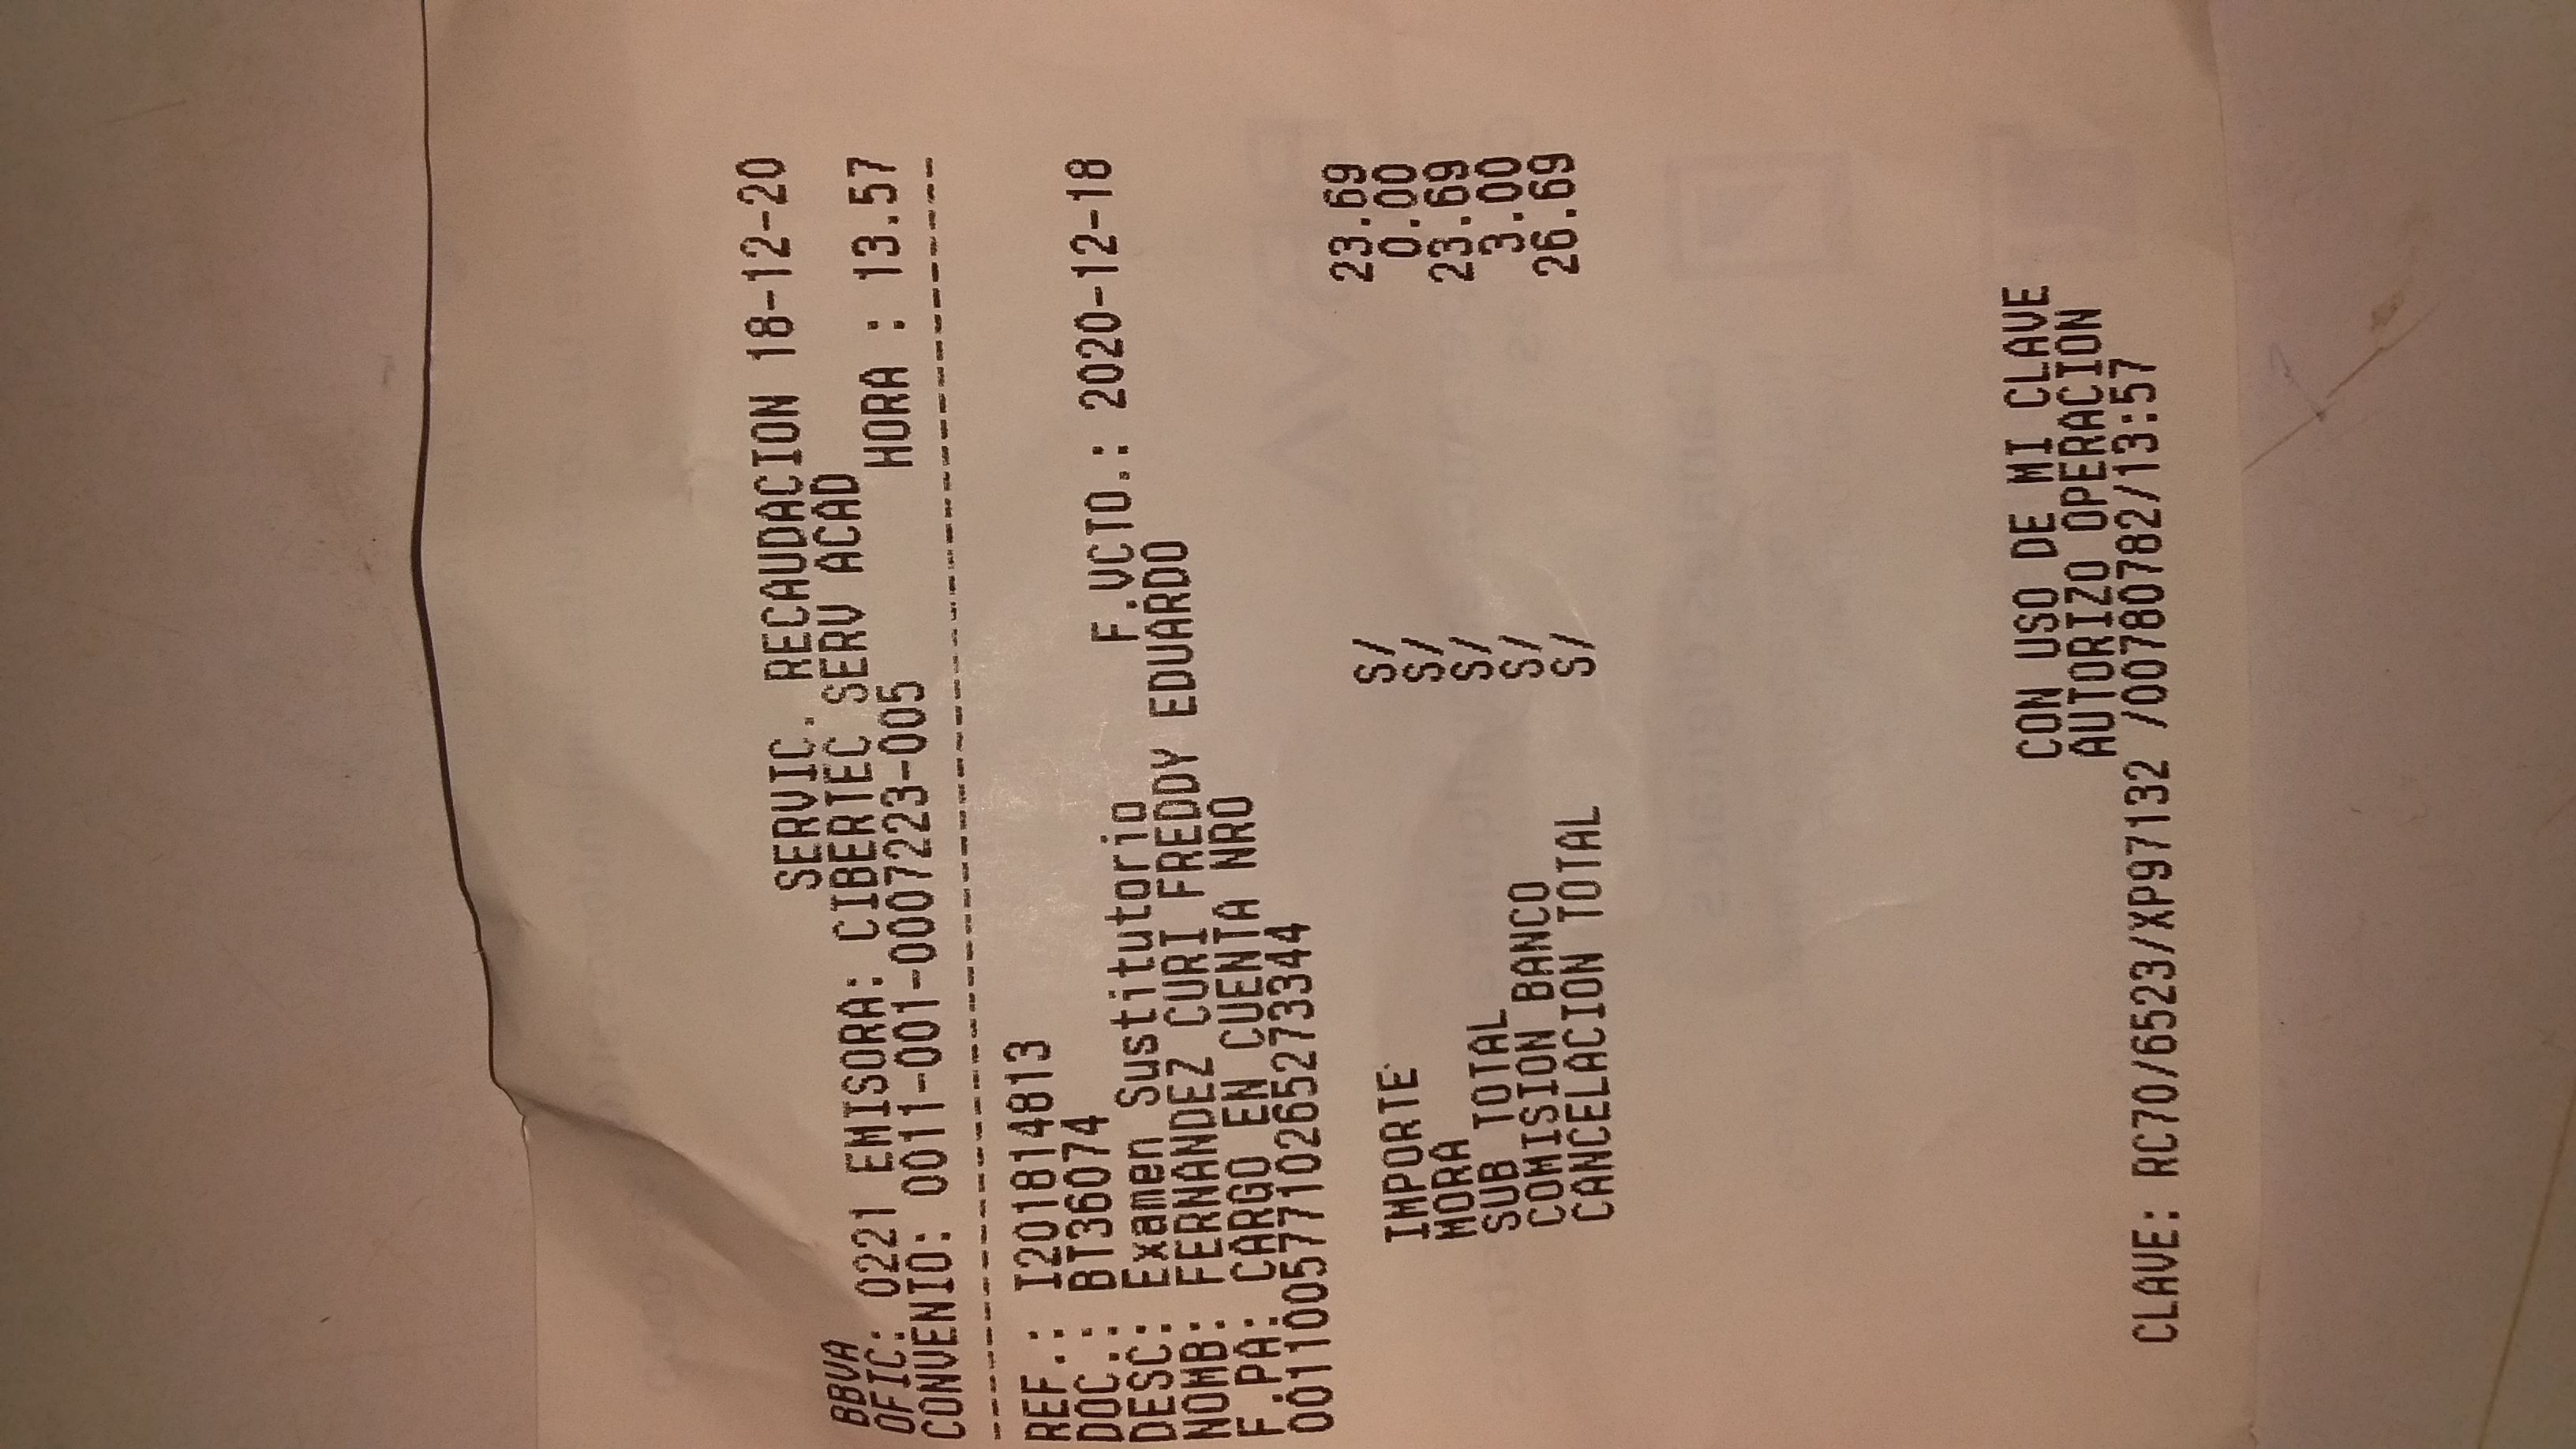 SERVIC. RECAUDACION 18-12-20
BBVA
OFIC: 0221 EMISORA: CIBERTEC SERV ACAD
CONVENIO: 0011-001-0007223-005 HORA : 13.57
------------------------------------------------
REF.: I201814813
DOC.: BT36074
DESC: Examen Sustitutorio F.VCTO.: 2020-12-18
NOMB: FERNANDEZ CURI FREDDY EDUARDO
F.PA: CARGO EN CUENTA NRO
00110057710265273344
IMPORTE S/ 23.69
MORA S/ 0.00
SUB TOTAL S/ 23.69
COMISION BANCO S/ 3.00
CANCELACION TOTAL S/ 26.69
Canales digitales
CON USO DE MI CLAVE
AUTORIZO OPERACION
CLAVE: RC70/6523/XP97132 /00780782/13:57